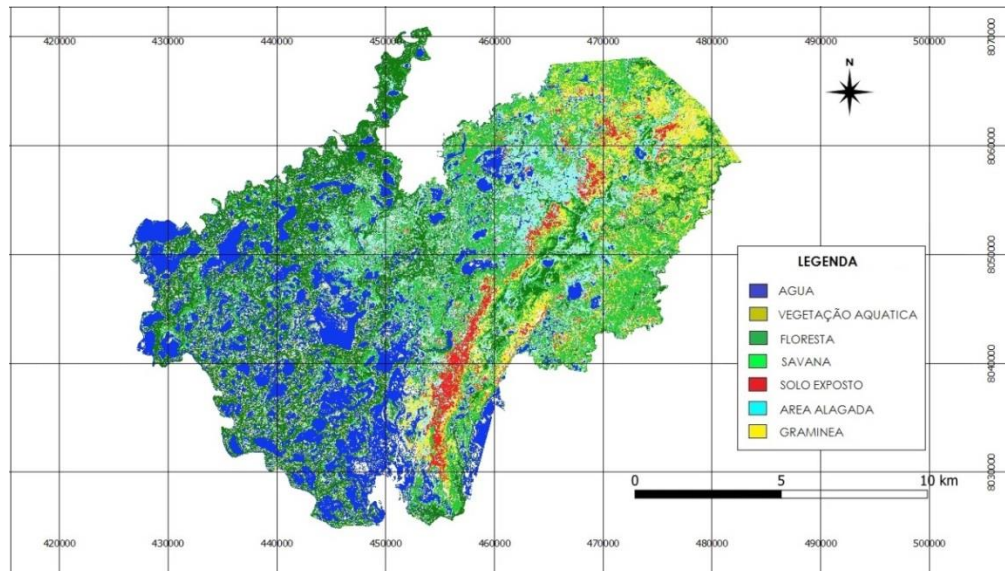 420000 430000 440000 450000 460000 470000 480000 490000 500000
8070000
N
8060000
8050000
LEGENDA
AGUA
VEGETAÇÃO AQUATICA
FLORESTA
SAVANA
SOLO EXPOSTO
AREA ALAGADA
GRAMINEA
8040000
8030000
0 5 10 km
420000 430000 440000 450000 460000 470000 480000 490000 500000